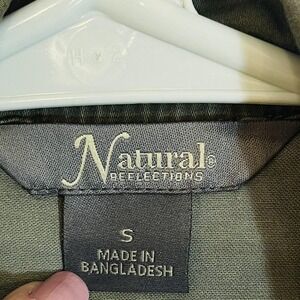 Natural®
REFLECTIONS
S
MADE IN
BANGLADESH